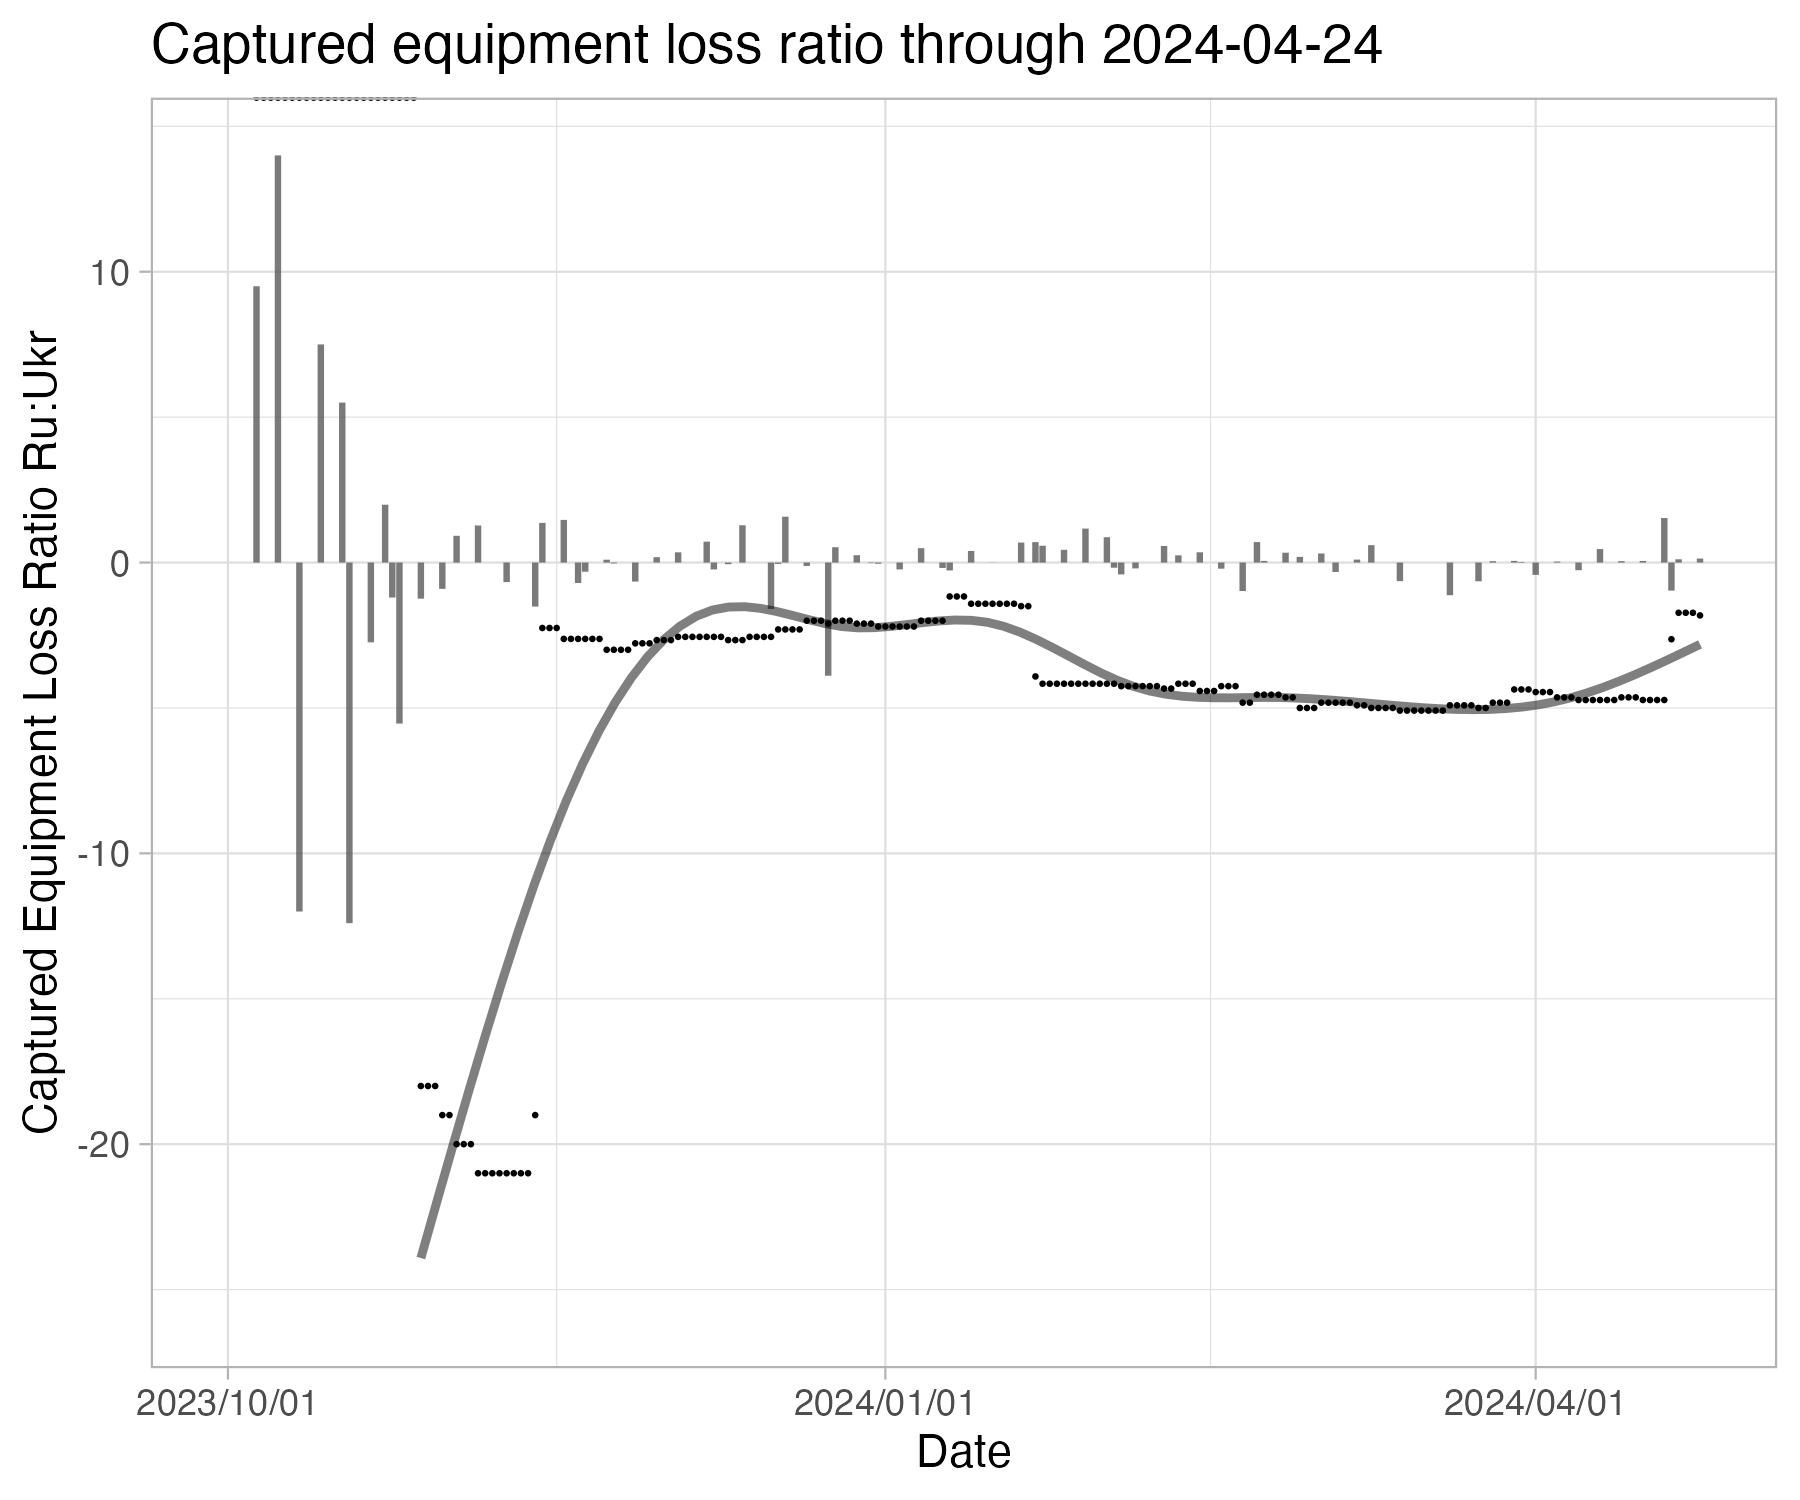 Captured equipment loss ratio through 2024-04-24
Captured Equipment Loss Ratio Ru:Ukr
10
0
-10
-20
2023/10/01
2024/01/01
2024/04/01
Date